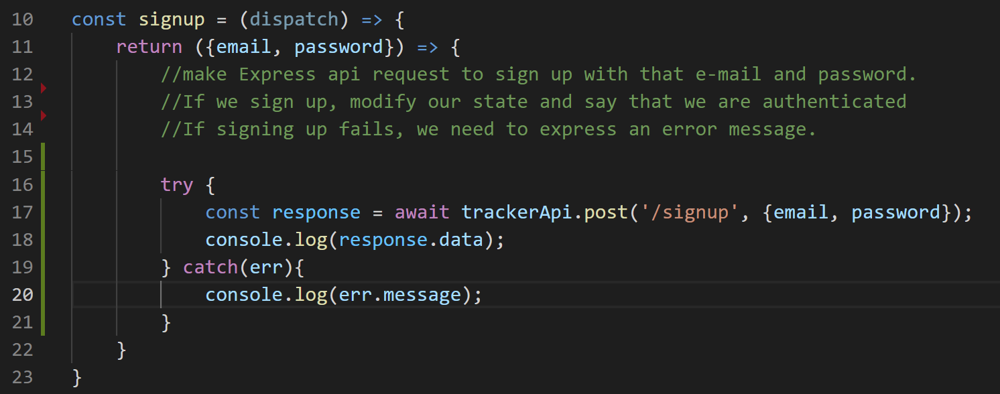 10 const signup = (dispatch) => {
11     return ({email, password}) => {
12         //make Express api request to sign up with that e-mail and password.
13         //If we sign up, modify our state and say that we are authenticated
14         //If signing up fails, we need to express an error message.
15
16         try {
17             const response = await trackerApi.post('/signup', {email, password});
18             console.log(response.data);
19         } catch(err){
20             console.log(err.message);
21         }
22     }
23 }